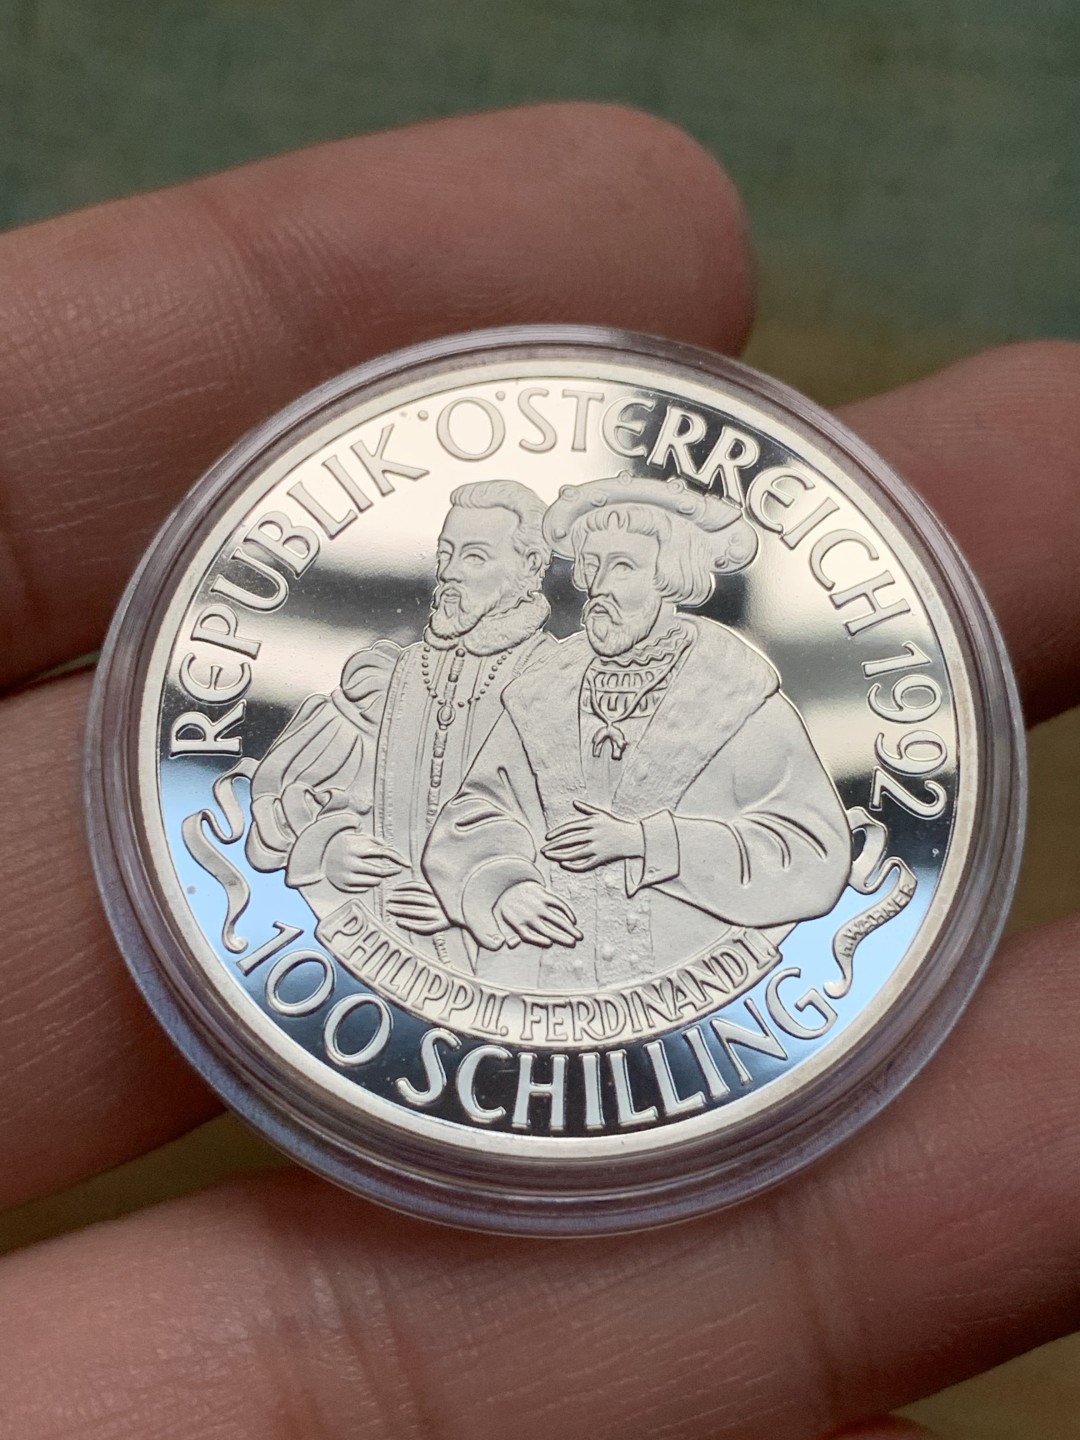 REPUBLIK ÖSTERREICH 1992
PHILIPP II. FERDINAND I.
100 SCHILLING